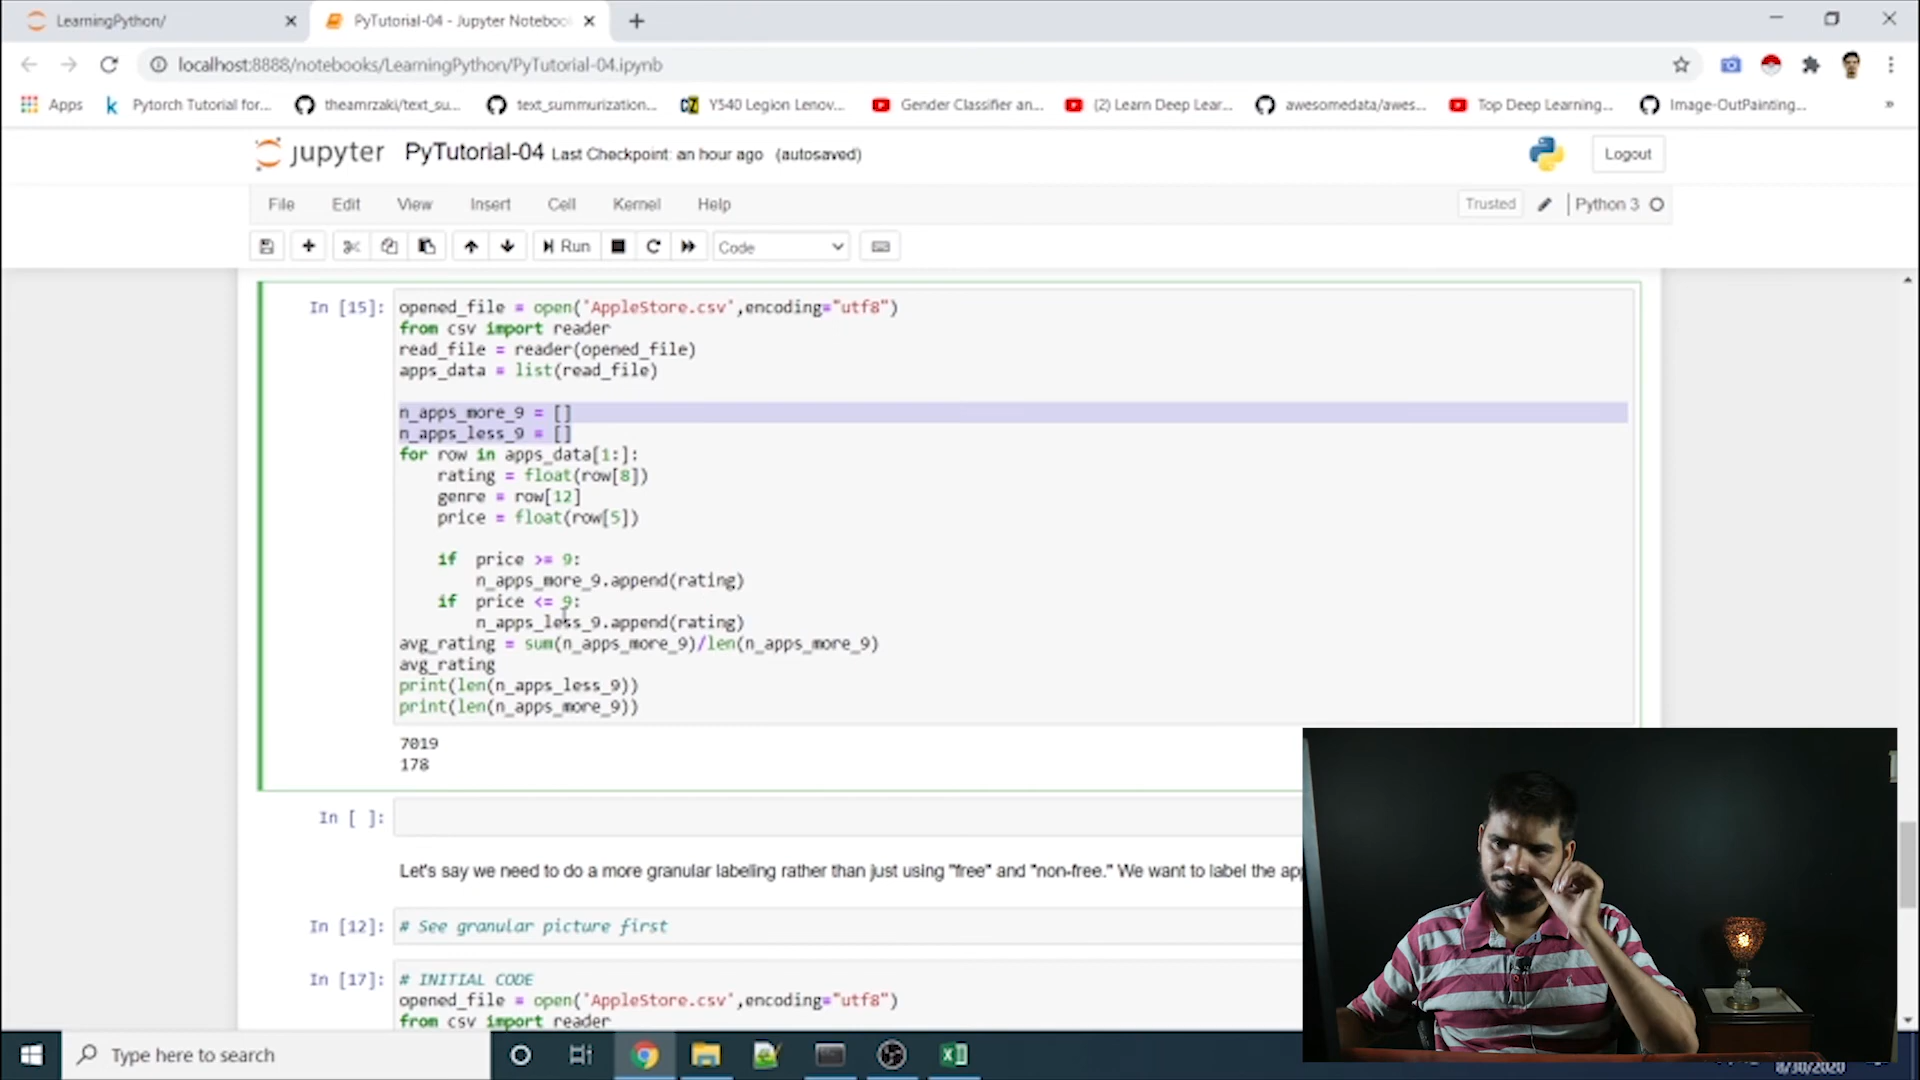 LearningPython/
PyTutorial-04 - Jupyter Noteboo
localhost:8888/notebooks/LearningPython/PyTutorial-04.ipynb
Apps
Pytorch Tutorial for...
theamrzaki/text_su...
text_summurization...
Y540 Legion Lenov...
Gender Classifier an...
(2) Learn Deep Lear...
awesomedata/awes...
Top Deep Learning...
Image-OutPainting...
»
jupyter PyTutorial-04 Last Checkpoint: an hour ago (autosaved)
Logout
File Edit View Insert Cell Kernel Help
Trusted
Python 3
Run
Code
In [15]:
opened_file = open('AppleStore.csv',encoding="utf8")
from csv import reader
read_file = reader(opened_file)
apps_data = list(read_file)
n_apps_more_9 = []
n_apps_less_9 = []
for row in apps_data[1:]:
rating = float(row[8])
genre = row[12]
price = float(row[5])
if price >= 9:
n_apps_more_9.append(rating)
if price <= 9:
n_apps_less_9.append(rating)
avg_rating = sum(n_apps_more_9)/len(n_apps_more_9)
avg_rating
print(len(n_apps_less_9))
print(len(n_apps_more_9))
7019
178
In [ ]:
Let's say we need to do a more granular labeling rather than just using "free" and "non-free." We want to label the app
In [12]:
# See granular picture first
In [17]:
# INITIAL CODE
opened_file = open('AppleStore.csv',encoding="utf8")
from csv import reader
Type here to search
8/30/2020